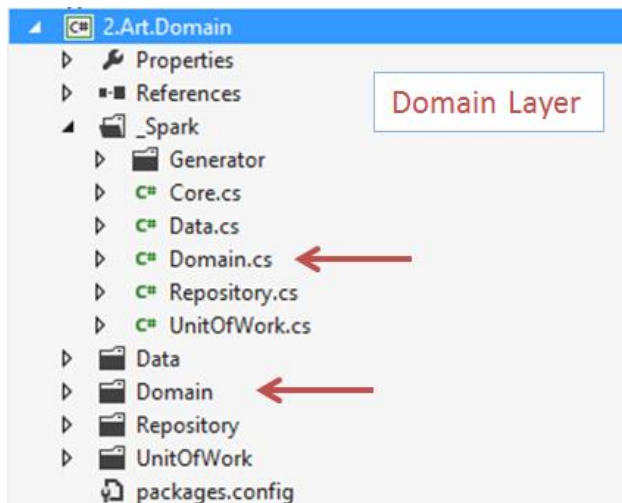 C# 2.Art.Domain
Properties
References
Domain Layer
_Spark
Generator
C# Core.cs
C# Data.cs
C# Domain.cs
C# Repository.cs
C# UnitOfWork.cs
Data
Domain
Repository
UnitOfWork
packages.config